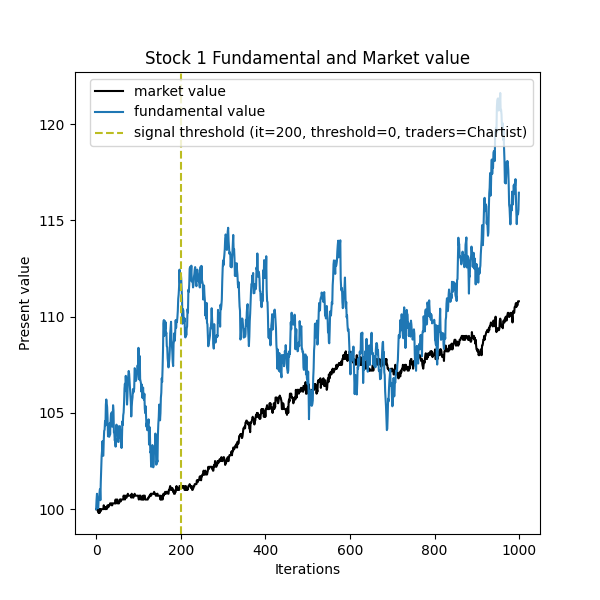 Stock 1 Fundamental and Market value
market value
fundamental value
signal threshold (it=200, threshold=0, traders=Chartist)
Present value
120
115
110
105
100
0 200 400 600 800 1000
Iterations